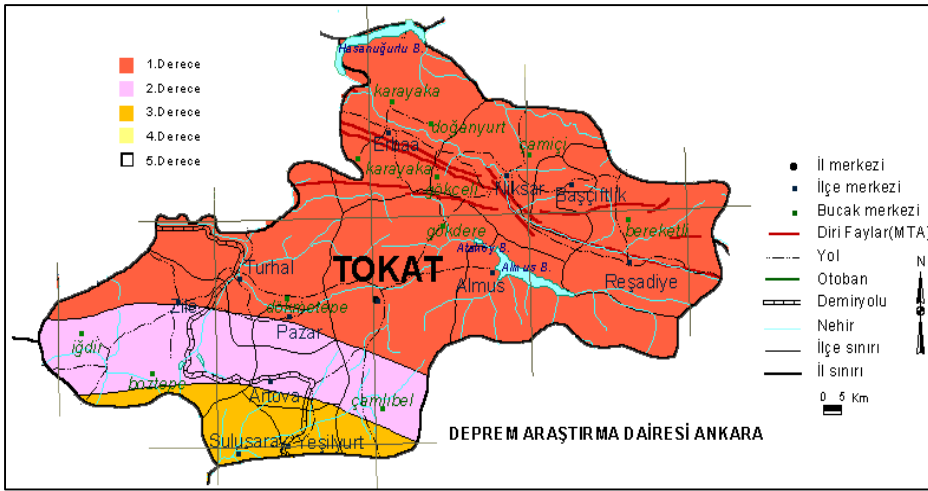 1.Derece
2.Derece
3.Derece
4.Derece
5.Derece
Hasanuğurlu B.
karayaka
doğanyurt
Erbaa
çamiçi
karayaka
gökçeli
Niksar
Başçiftlik
gökdere
bereketli
Ataköy B.
Turhal
TOKAT
Almus B.
Almus
Reşadiye
Zile
dökmetepe
Pazar
iğdir
boztepe
Artova
çamlıbel
Sulusaray
Yeşilyurt
DEPREM ARAŞTIRMA DAİRESİ ANKARA
İl merkezi
İlçe merkezi
Bucak merkezi
Diri Faylar(MTA)
Yol
Otoban
Demiryolu
Nehir
İlçe sınırı
İl sınırı
N
0 5 Km